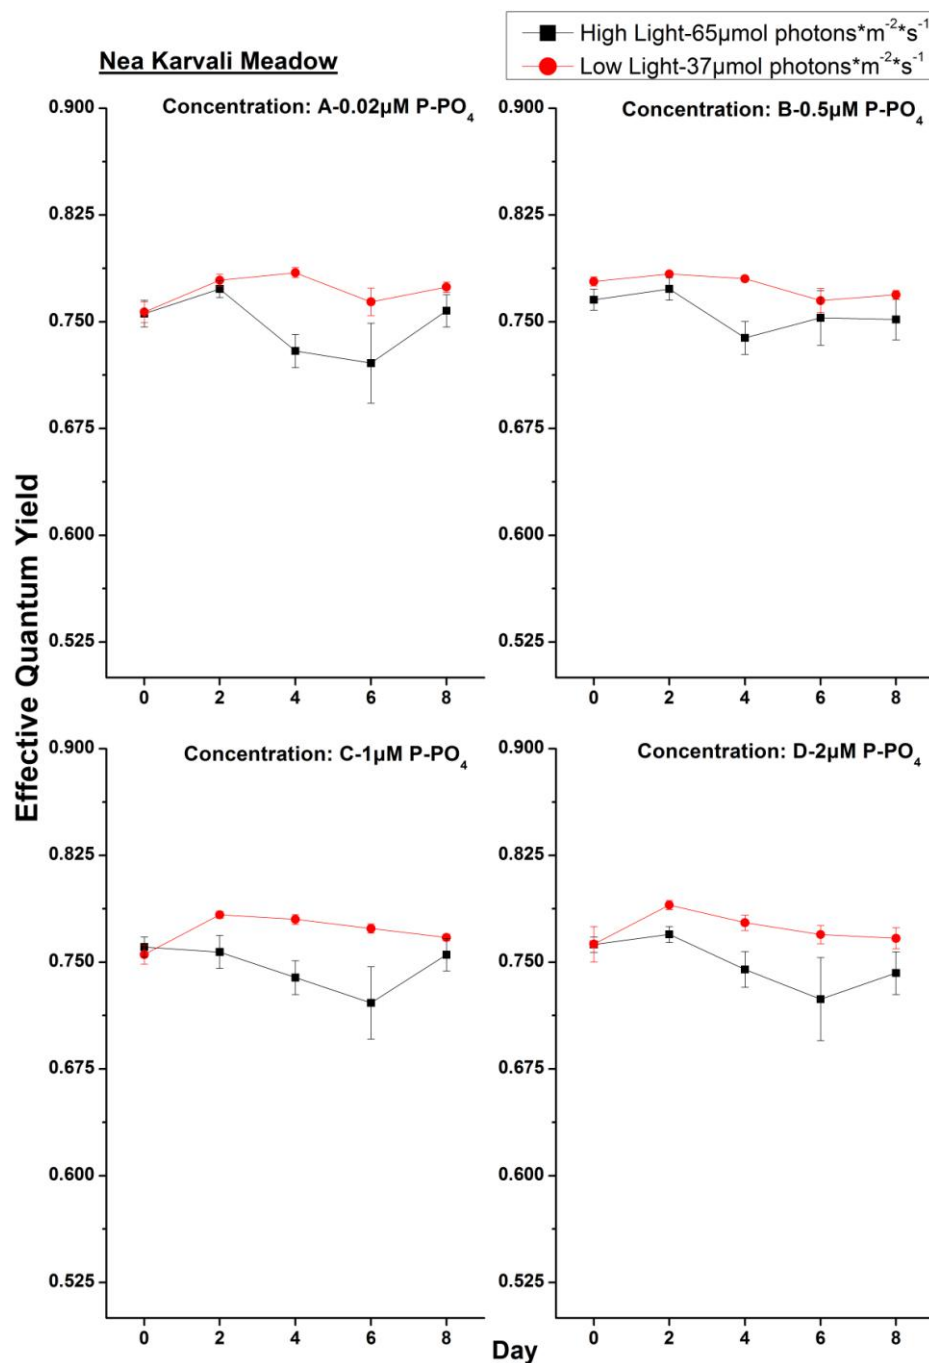 High Light-65µmol photons*m⁻²*s⁻¹
Nea Karvali Meadow
Low Light-37µmol photons*m⁻²*s⁻¹
Concentration: A-0.02µM P-PO₄
0.900
0.825
0.750
0.675
0.600
0.525
0 2 4 6 8
Concentration: B-0.5µM P-PO₄
0.900
0.825
0.750
0.675
0.600
0.525
0 2 4 6 8
Effective Quantum Yield
Concentration: C-1µM P-PO₄
0.900
0.825
0.750
0.675
0.600
0.525
0 2 4 6 8
Concentration: D-2µM P-PO₄
0.900
0.825
0.750
0.675
0.600
0.525
0 2 4 6 8
Day